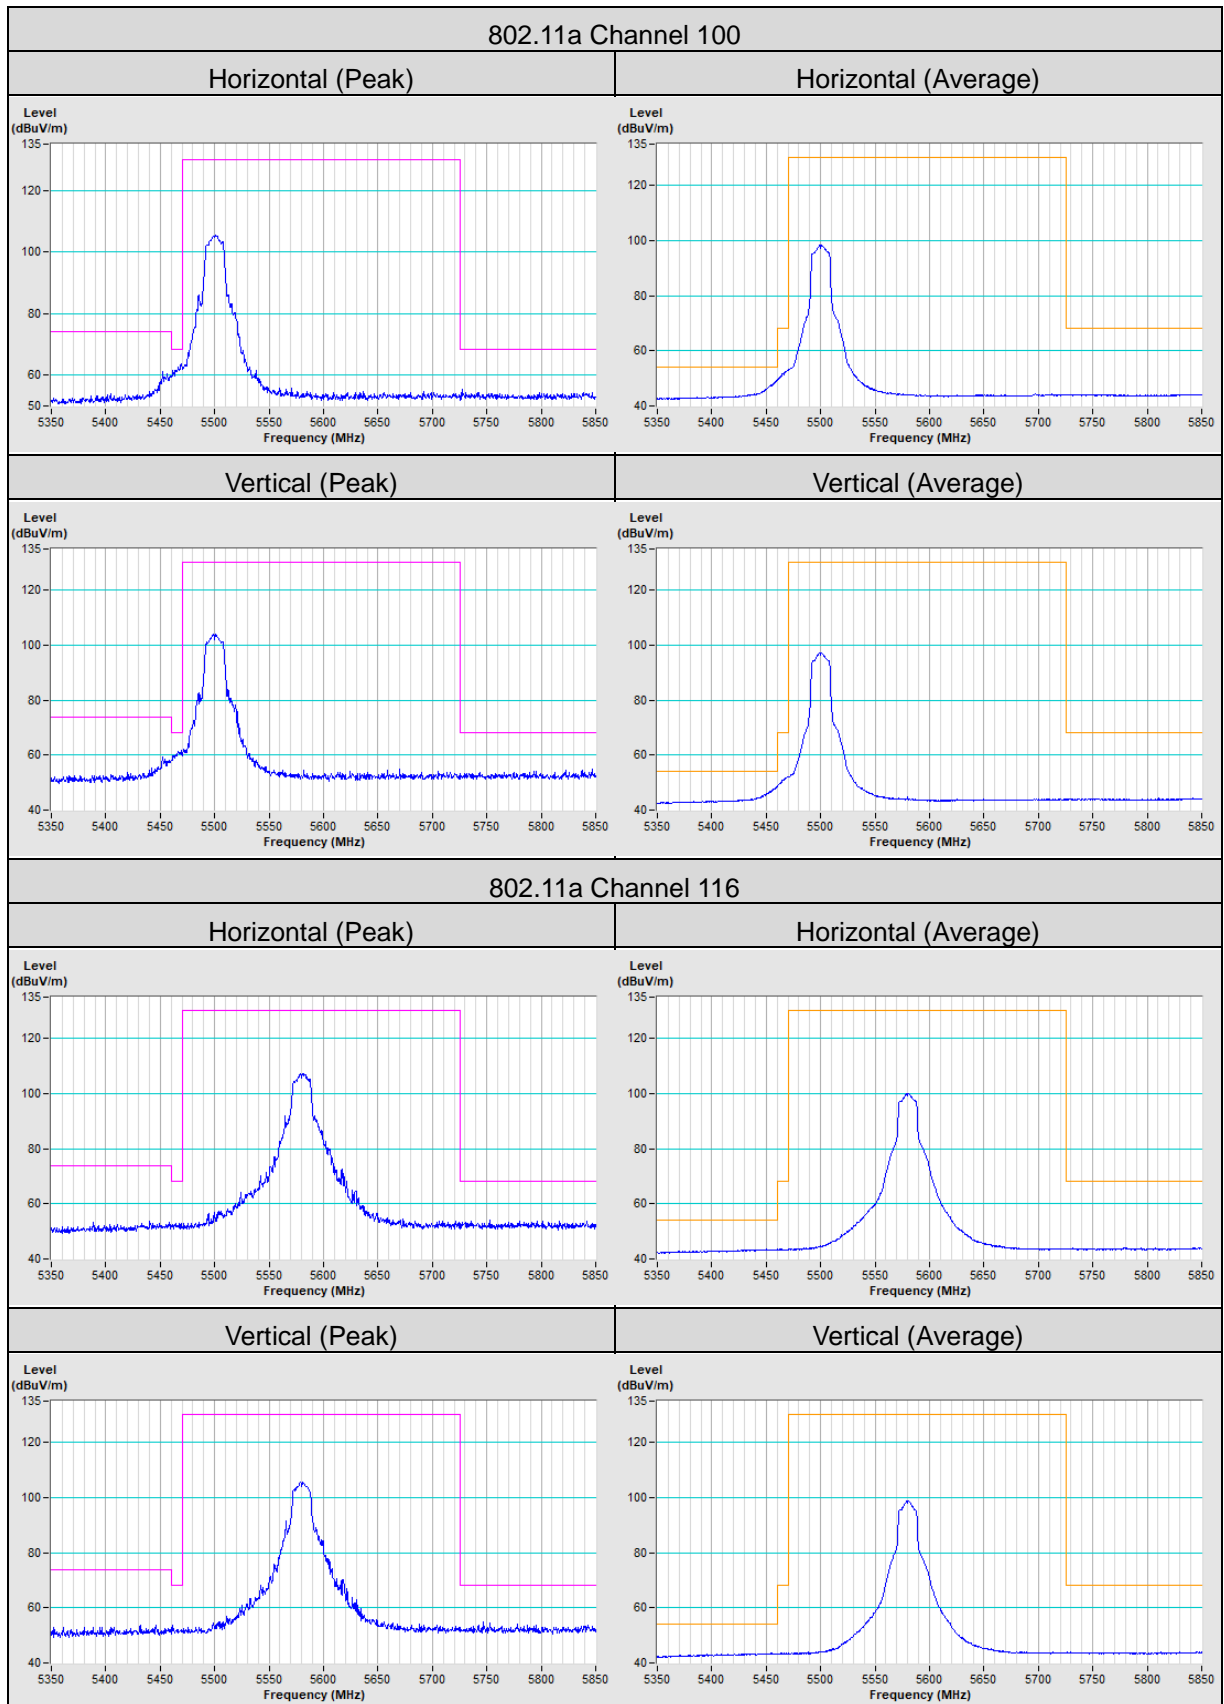 802.11a Channel 100
Horizontal (Peak) Horizontal (Average)
Level Level
(dBuV/m) (dBuV/m)
135 135
120 120
100 100
80 80
60 60
50 40
5350 5400 5450 5500 5550 5600 5650 5700 5750 5800 5850 5350 5400 5450 5500 5550 5600 5650 5700 5750 5800 5850
Frequency (MHz) Frequency (MHz)
Vertical (Peak) Vertical (Average)
Level Level
(dBuV/m) (dBuV/m)
135 135
120 120
100 100
80 80
60 60
40 40
5350 5400 5450 5500 5550 5600 5650 5700 5750 5800 5850 5350 5400 5450 5500 5550 5600 5650 5700 5750 5800 5850
Frequency (MHz) Frequency (MHz)
802.11a Channel 116
Horizontal (Peak) Horizontal (Average)
Level Level
(dBuV/m) (dBuV/m)
135 135
120 120
100 100
80 80
60 60
40 40
5350 5400 5450 5500 5550 5600 5650 5700 5750 5800 5850 5350 5400 5450 5500 5550 5600 5650 5700 5750 5800 5850
Frequency (MHz) Frequency (MHz)
Vertical (Peak) Vertical (Average)
Level Level
(dBuV/m) (dBuV/m)
135 135
120 120
100 100
80 80
60 60
40 40
5350 5400 5450 5500 5550 5600 5650 5700 5750 5800 5850 5350 5400 5450 5500 5550 5600 5650 5700 5750 5800 5850
Frequency (MHz) Frequency (MHz)